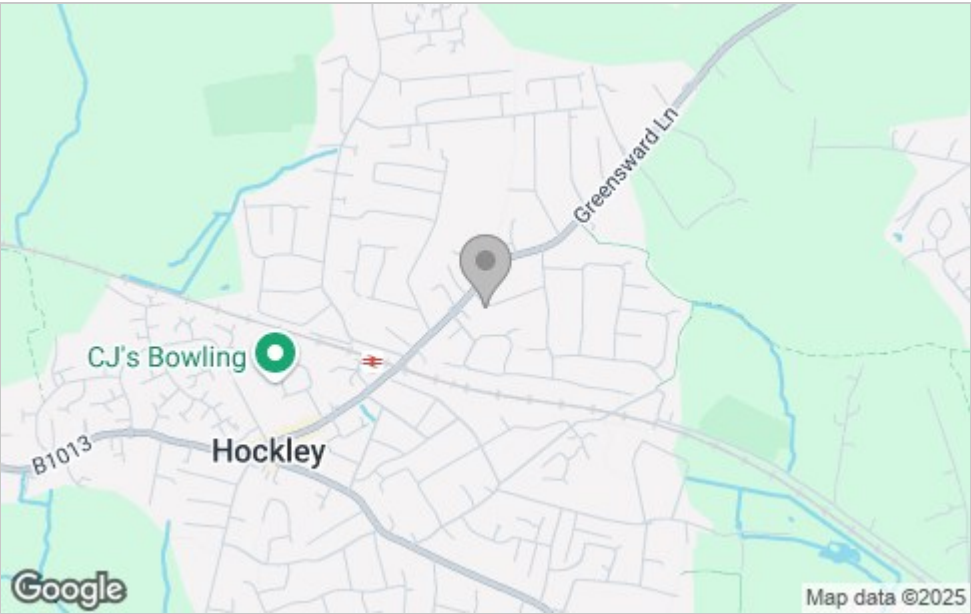 Greensward Ln
CJ's Bowling
Hockley
B1013
Google
Map data ©2025